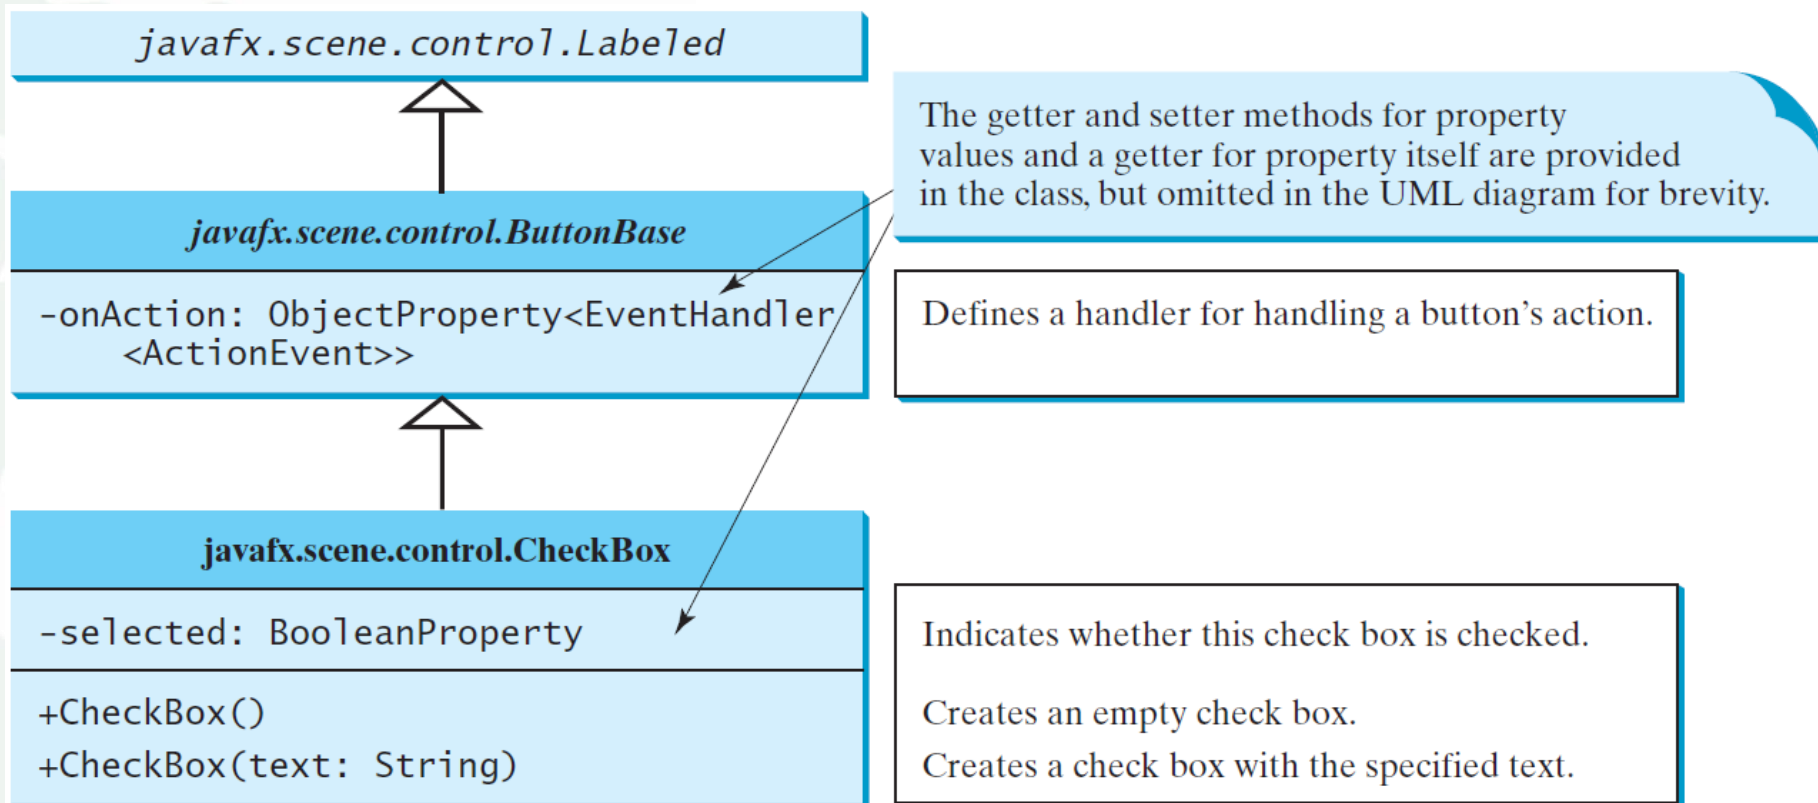 javafx.scene.control.Labeled
The getter and setter methods for property
values and a getter for property itself are provided
in the class, but omitted in the UML diagram for brevity.
javafx.scene.control.ButtonBase
-onAction: ObjectProperty<EventHandler
<ActionEvent>>
Defines a handler for handling a button’s action.
javafx.scene.control.CheckBox
-selected: BooleanProperty
Indicates whether this check box is checked.
+CheckBox()
Creates an empty check box.
+CheckBox(text: String)
Creates a check box with the specified text.